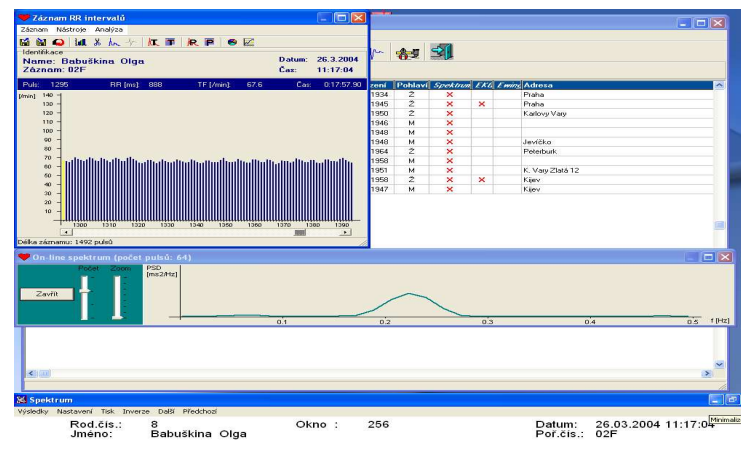 Záznam RR intervalů
Záznam Nástroje Analýza
Identifikace
Name: Babuškina Olga
Datum: 26.3.2004
Záznam: 02F
Čas: 11:17:04
Puls: 1295 RR [ms]: 888 TF [/min]: 67.6 Čas: 0:17:57.90
[/min]
140
130
120
110
100
90
80
70
60
50
40
30
20
10
1300 1310 1320 1330 1340 1350 1360 1370 1380 1390
Délka záznamu: 1492 pulsů
zení Pohlaví Spektrum EKG Ewing Adresa
1934 Ž Praha
1945 Ž Praha
1950 Ž Karlovy Vary
1946 M
1948 M
1948 M Jevíčko
1964 Ž Peterburk
1958 M
1951 M K. Vary Zlatá 12
1958 Ž Kijev
1947 M Kijev
On-line spektrum (počet pulsů: 64)
Počet Zoom
Zavřít
PSD
[ms2/Hz]
0.1 0.2 0.3 0.4 0.5 f [Hz]
Spektrum
Výsledky Nastavení Tisk Inverze Další Předchozí
Minimaliz
Rod.čís.: 8 Okno : 256 Datum: 26.03.2004 11:17:04
Jméno: Babuškina Olga Poř.čís.: 02F